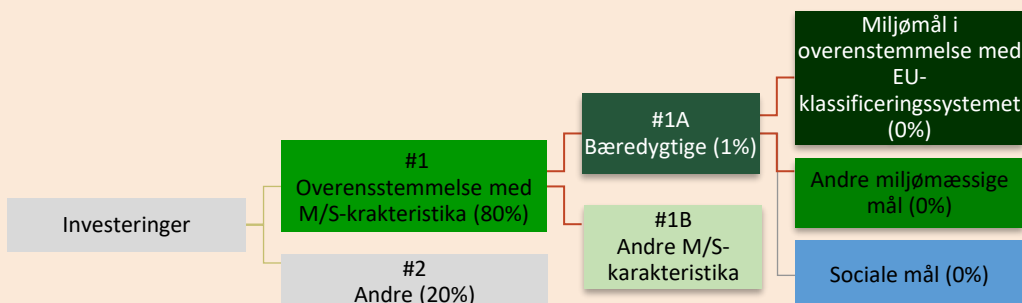 Investeringer
#1
Overensstemmelse med
M/S-krakteristika (80%)
#2
Andre (20%)
#1A
Bæredygtige (1%)
#1B
Andre M/S-
karakteristika
Miljømål i
overenstemmelse med
EU-
klassificeringssystemet
(0%)
Andre miljømæssige
mål (0%)
Sociale mål (0%)